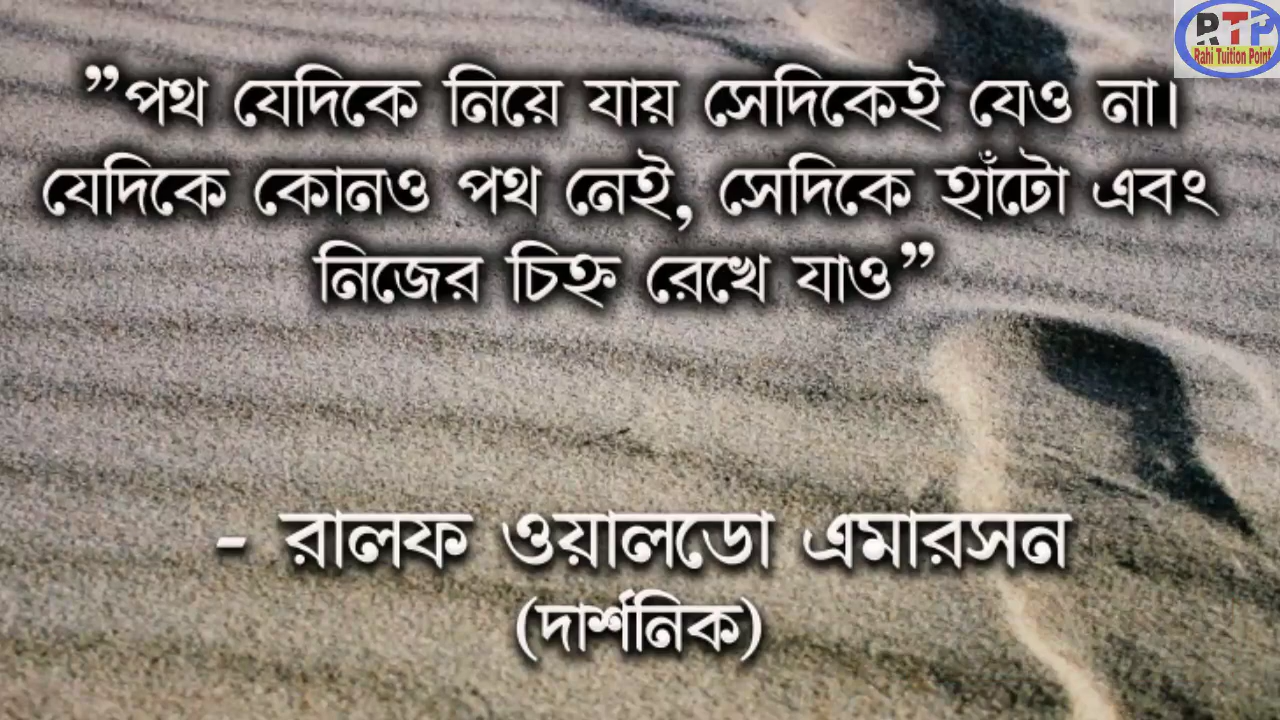 RTP
Rahi Tuition Point
”পথ যেদিকে নিয়ে যায় সেদিকেই যেও না।
যেদিকে কোনও পথ নেই, সেদিকে হাঁটো এবং
নিজের চিহ্ন রেখে যাও”
- রালফ ওয়ালডো এমারসন
(দার্শনিক)